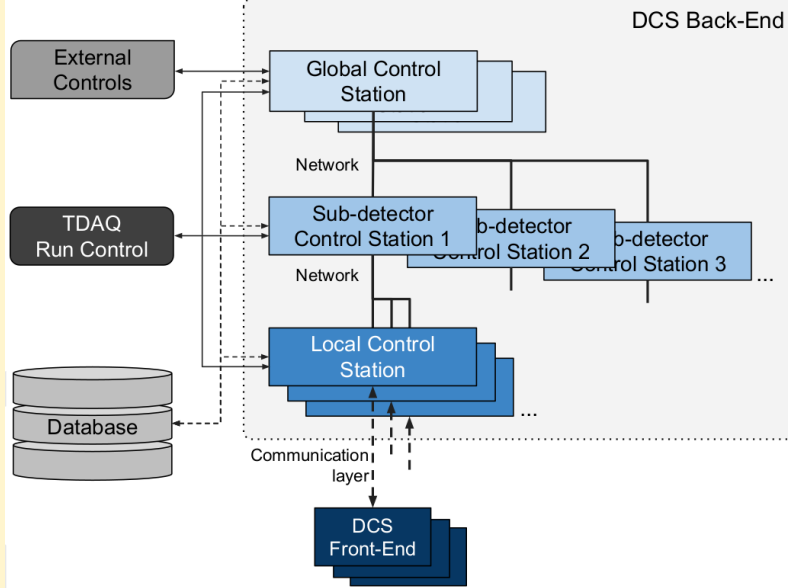 DCS Back-End
External
Controls
Global Control
Station
Network
TDAQ
Run Control
Sub-detector
Control Station 1
b-detector
Control Station 2
b-detector
Control Station 3
...
Network
Local Control
Station
...
Database
Communication
layer
DCS
Front-End